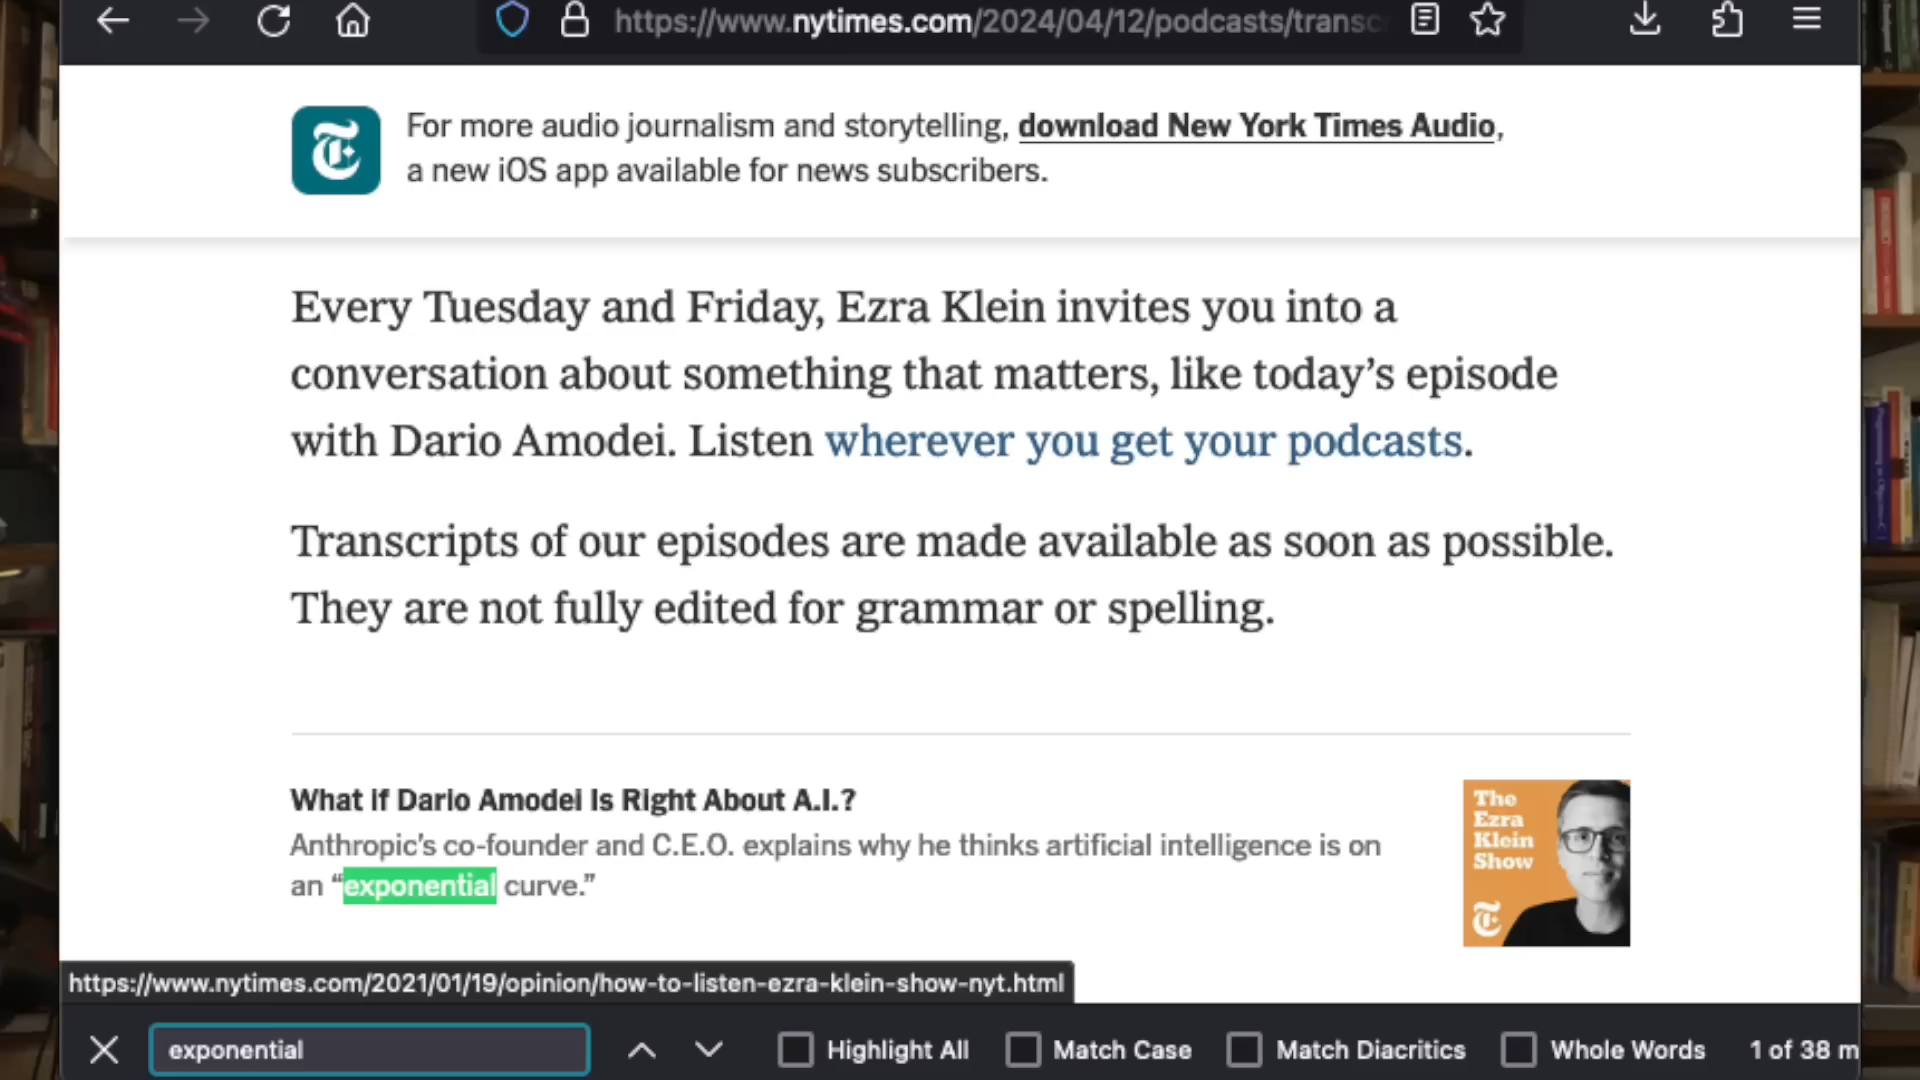 https://www.nytimes.com/2024/04/12/podcasts/transc
For more audio journalism and storytelling, download New York Times Audio,
a new iOS app available for news subscribers.
Every Tuesday and Friday, Ezra Klein invites you into a
conversation about something that matters, like today’s episode
with Dario Amodei. Listen wherever you get your podcasts.
Transcripts of our episodes are made available as soon as possible.
They are not fully edited for grammar or spelling.
What if Dario Amodei Is Right About A.I.?
Anthropic’s co-founder and C.E.O. explains why he thinks artificial intelligence is on
an “exponential curve.”
The
Ezra
Klein
Show
https://www.nytimes.com/2021/01/19/opinion/how-to-listen-ezra-klein-show-nyt.html
exponential Highlight All Match Case Match Diacritics Whole Words 1 of 38 m